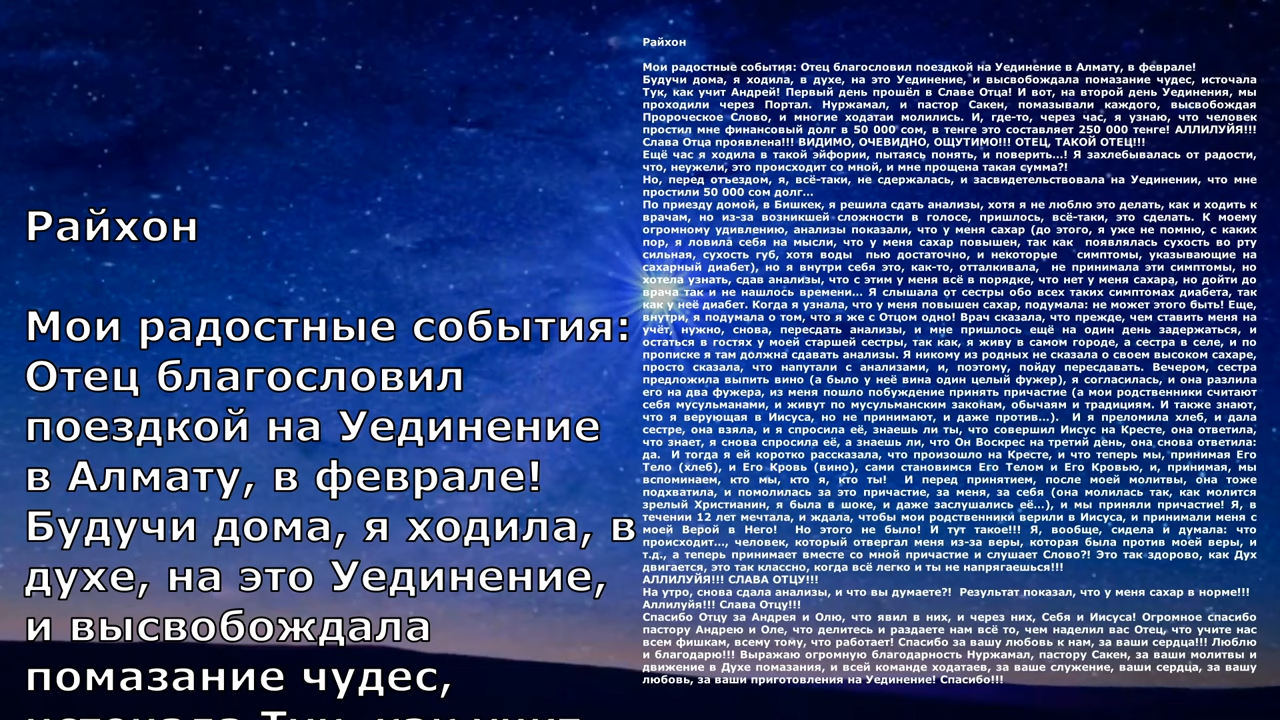 Райхон
Мои радостные события:
Отец благословил
поездкой на Уединение
в Алмату, в феврале!
Будучи дома, я ходила, в
духе, на это Уединение,
и высвобождала
помазание чудес,
источала Тук, как учит
Райхон
Мои радостные события: Отец благословил поездкой на Уединение в Алмату, в феврале!
Будучи дома, я ходила, в духе, на это Уединение, и высвобождала помазание чудес, источала
Тук, как учит Андрей! Первый день прошёл в Славе Отца! И вот, на второй день Уединения, мы
проходили через Портал. Нуржамал, и пастор Сакен, помазывали каждого, высвобождая
Пророческое Слово, и многие ходатаи молились. И, где-то, через час, я узнаю, что человек
простил мне финансовый долг в 50 000 сом, в тенге это составляет 250 000 тенге! АЛЛИЛУЙЯ!!!
Слава Отца проявлена!!! ВИДИМО, ОЧЕВИДНО, ОЩУТИМО!!! ОТЕЦ, ТАКОЙ ОТЕЦ!!!
Ещё час я ходила в такой эйфории, пытаясь понять, и поверить...! Я захлебывалась от радости,
что, неужели, это происходит со мной, и мне прощена такая сумма?!
Но, перед отъездом, я, всё-таки, не сдержалась, и засвидетельствовала на Уединении, что мне
простили 50 000 сом долг...
По приезду домой, в Бишкек, я решила сдать анализы, хотя я не люблю это делать, как и ходить к
врачам, но из-за возникшей сложности в голосе, пришлось, всё-таки, это сделать. К моему
огромному удивлению, анализы показали, что у меня сахар (до этого, я уже не помню, с каких
пор, я ловила себя на мысли, что у меня сахар повышен, так как появлялась сухость во рту
сильная, сухость губ, хотя воды пью достаточно, и некоторые симптомы, указывающие на
сахарный диабет), но я внутри себя это, как-то, отталкивала, не принимала эти симптомы, но
хотела узнать, сдав анализы, что с этим у меня всё в порядке, что нет у меня сахара, но дойти до
врача так и не нашлось времени... Я слышала от сестры обо всех таких симптомах диабета, так
как у неё диабет. Когда я узнала, что у меня повышен сахар, подумала: не может этого быть! Еще,
внутри, я подумала о том, что я же с Отцом одно! Врач сказала, что прежде, чем ставить меня на
учёт, нужно, снова, пересдать анализы, и мне пришлось ещё на один день задержаться, и
остаться в гостях у моей старшей сестры, так как, я живу в самом городе, а сестра в селе, и по
прописке я там должна сдавать анализы. Я никому из родных не сказала о своем высоком сахаре,
просто сказала, что напутали с анализами, и, поэтому, пойду пересдавать. Вечером, сестра
предложила выпить вино (а было у неё вина один целый фужер), я согласилась, и она разлила
его на два фужера, из меня пошло побуждение принять причастие (а мои родственники считают
себя мусульманами, и живут по мусульманским законам, обычаям и традициям. И также знают,
что я верующая в Иисуса, но не принимают, и даже против...). И я преломила хлеб, и дала
сестре, она взяла, и я спросила её, знаешь ли ты, что совершил Иисус на Кресте, она ответила,
что знает, я снова спросила её, а знаешь ли, что Он Воскрес на третий день, она снова ответила:
да. И тогда я ей коротко рассказала, что произошло на Кресте, и что теперь мы, принимая Его
Тело (хлеб), и Его Кровь (вино), сами становимся Его Телом и Его Кровью, и, принимая, мы
вспоминаем, кто мы, кто я, кто ты! И перед принятием, после моей молитвы, она тоже
подхватила, и помолилась за это причастие, за меня, за себя (она молилась так, как молится
зрелый Христианин, я была в шоке, и даже заслушались её...), и мы приняли причастие! Я, в
течении 12 лет мечтала, и ждала, чтобы мои родственники верили в Иисуса, и принимали меня с
моей Верой в Него! Но этого не было! И тут такое!!! Я, вообще, сидела и думала: что
происходит..., человек, который отвергал меня из-за веры, которая была против моей веры, и
т.д., а теперь принимает вместе со мной причастие и слушает Слово?! Это так здорово, как Дух
двигается, это так классно, когда всё легко и ты не напрягаешься!!!
АЛЛИЛУЙЯ!!! СЛАВА ОТЦУ!!!
На утро, снова сдала анализы, и что вы думаете?! Результат показал, что у меня сахар в норме!!!
Аллилуйя!!! Слава Отцу!!!
Спасибо Отцу за Андрея и Олю, что явил в них, и через них, Себя и Иисуса! Огромное спасибо
пастору Андрею и Оле, что делитесь и раздаете нам всё то, чем наделил вас Отец, что учите нас
всем фишкам, всему тому, что работает! Спасибо за вашу любовь к нам, за ваши сердца!!! Люблю
и благодарю!!! Выражаю огромную благодарность Нуржамал, пастору Сакен, за ваши молитвы и
движение в Духе помазания, и всей команде ходатаев, за ваше служение, ваши сердца, за вашу
любовь, за ваши приготовления на Уединение! Спасибо!!!